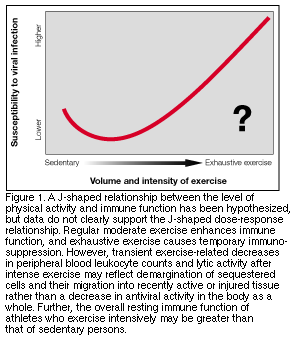 Susceptibility to viral infection
Higher
Lower
?
Sedentary
Exhaustive exercise
Volume and intensity of exercise
Figure 1. A J-shaped relationship between the level of
physical activity and immune function has been hypothesized,
but data do not clearly support the J-shaped dose-response
relationship. Regular moderate exercise enhances immune
function, and exhaustive exercise causes temporary immuno-
suppression. However, transient exercise-related decreases
in peripheral blood leukocyte counts and lytic activity after
intense exercise may reflect demargination of sequestered
cells and their migration into recently active or injured tissue
rather than a decrease in antiviral activity in the body as a
whole. Further, the overall resting immune function of
athletes who exercise intensively may be greater than
that of sedentary persons.